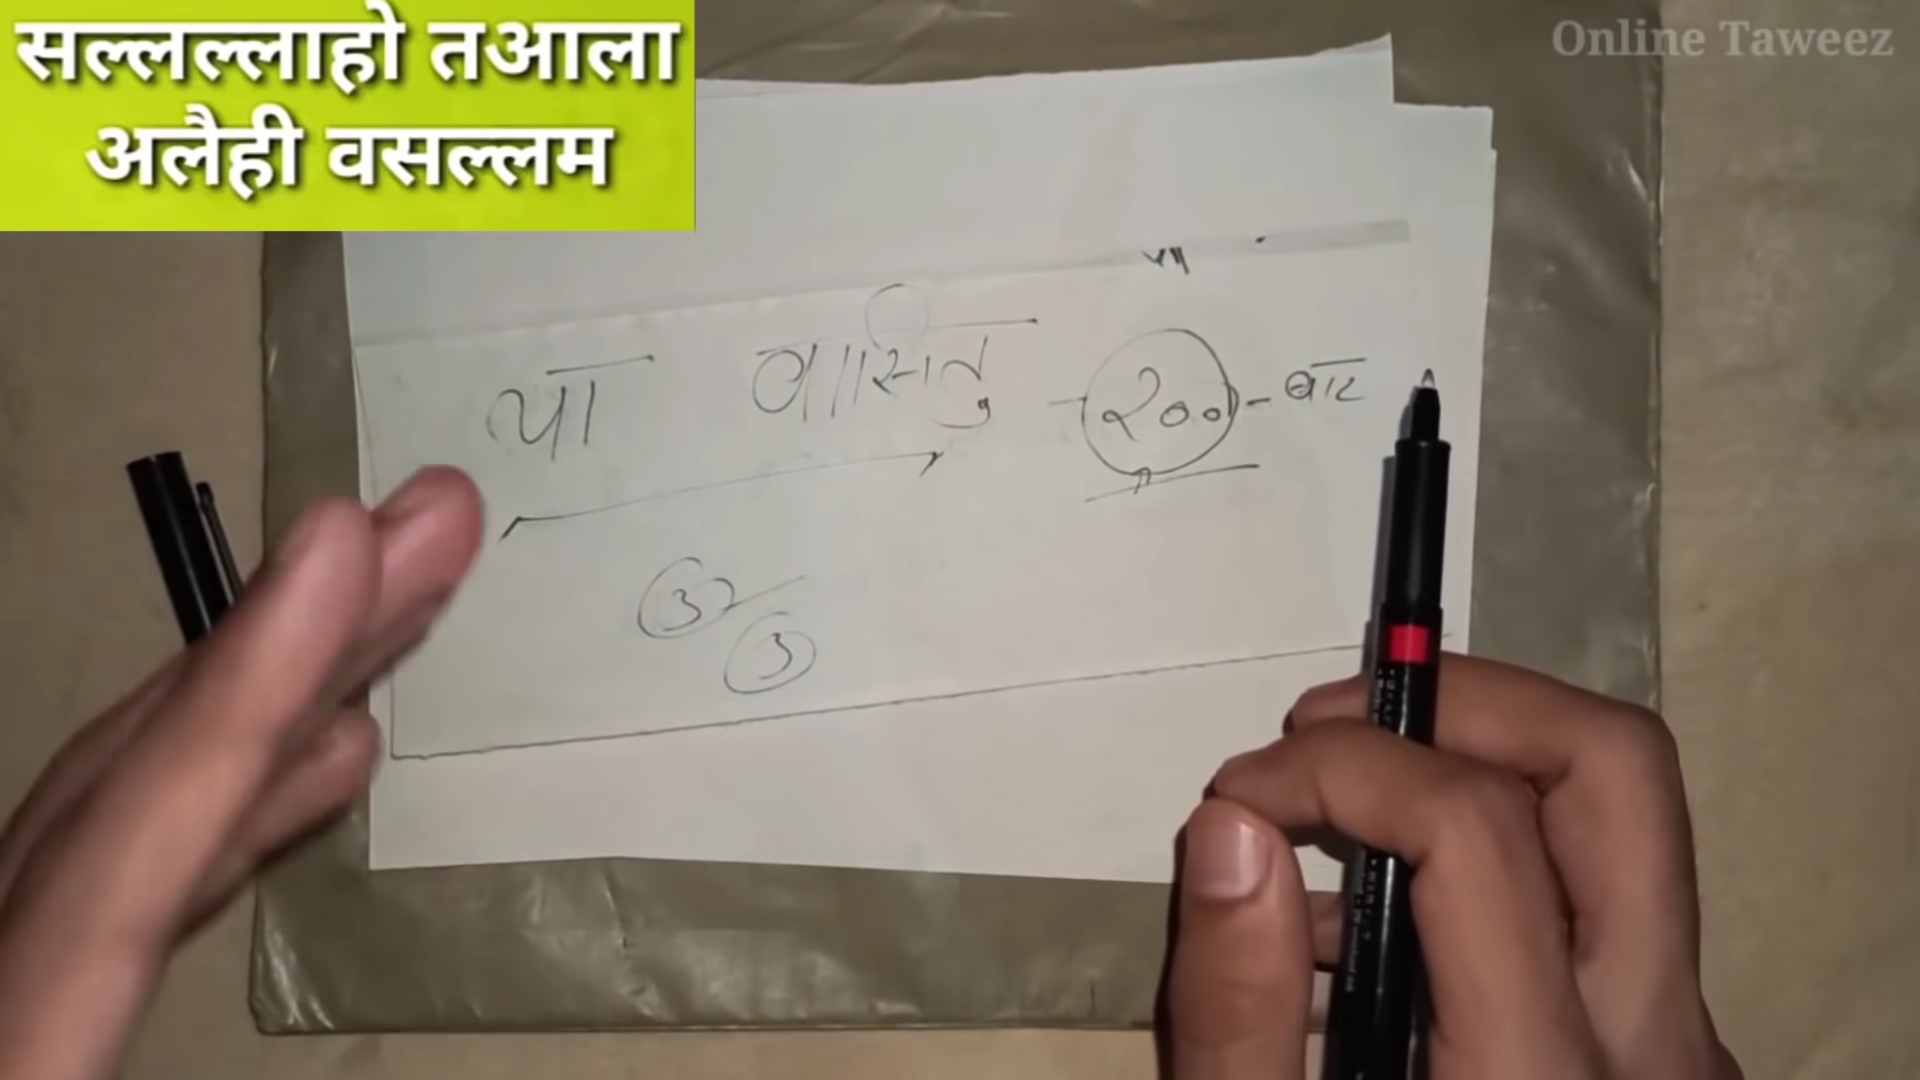 सल्लल्लाहो तआला
अलैही वसल्लम
Online Taweez
या वासितु - २०० - बार
३
३